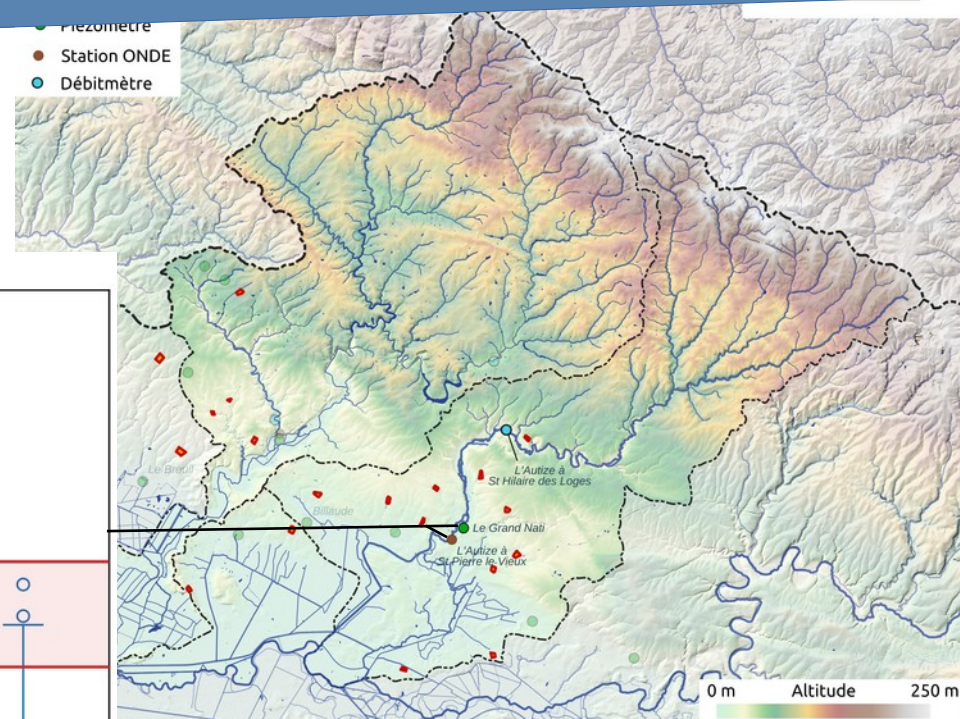 Piézomètre
Station ONDE
Débitmètre
L'Autize à
St Hilaire des Loges
Le Breuil
Billaude
Le Grand Nati
L'Autize à
St Pierre le Vieux
0 m Altitude 250 m